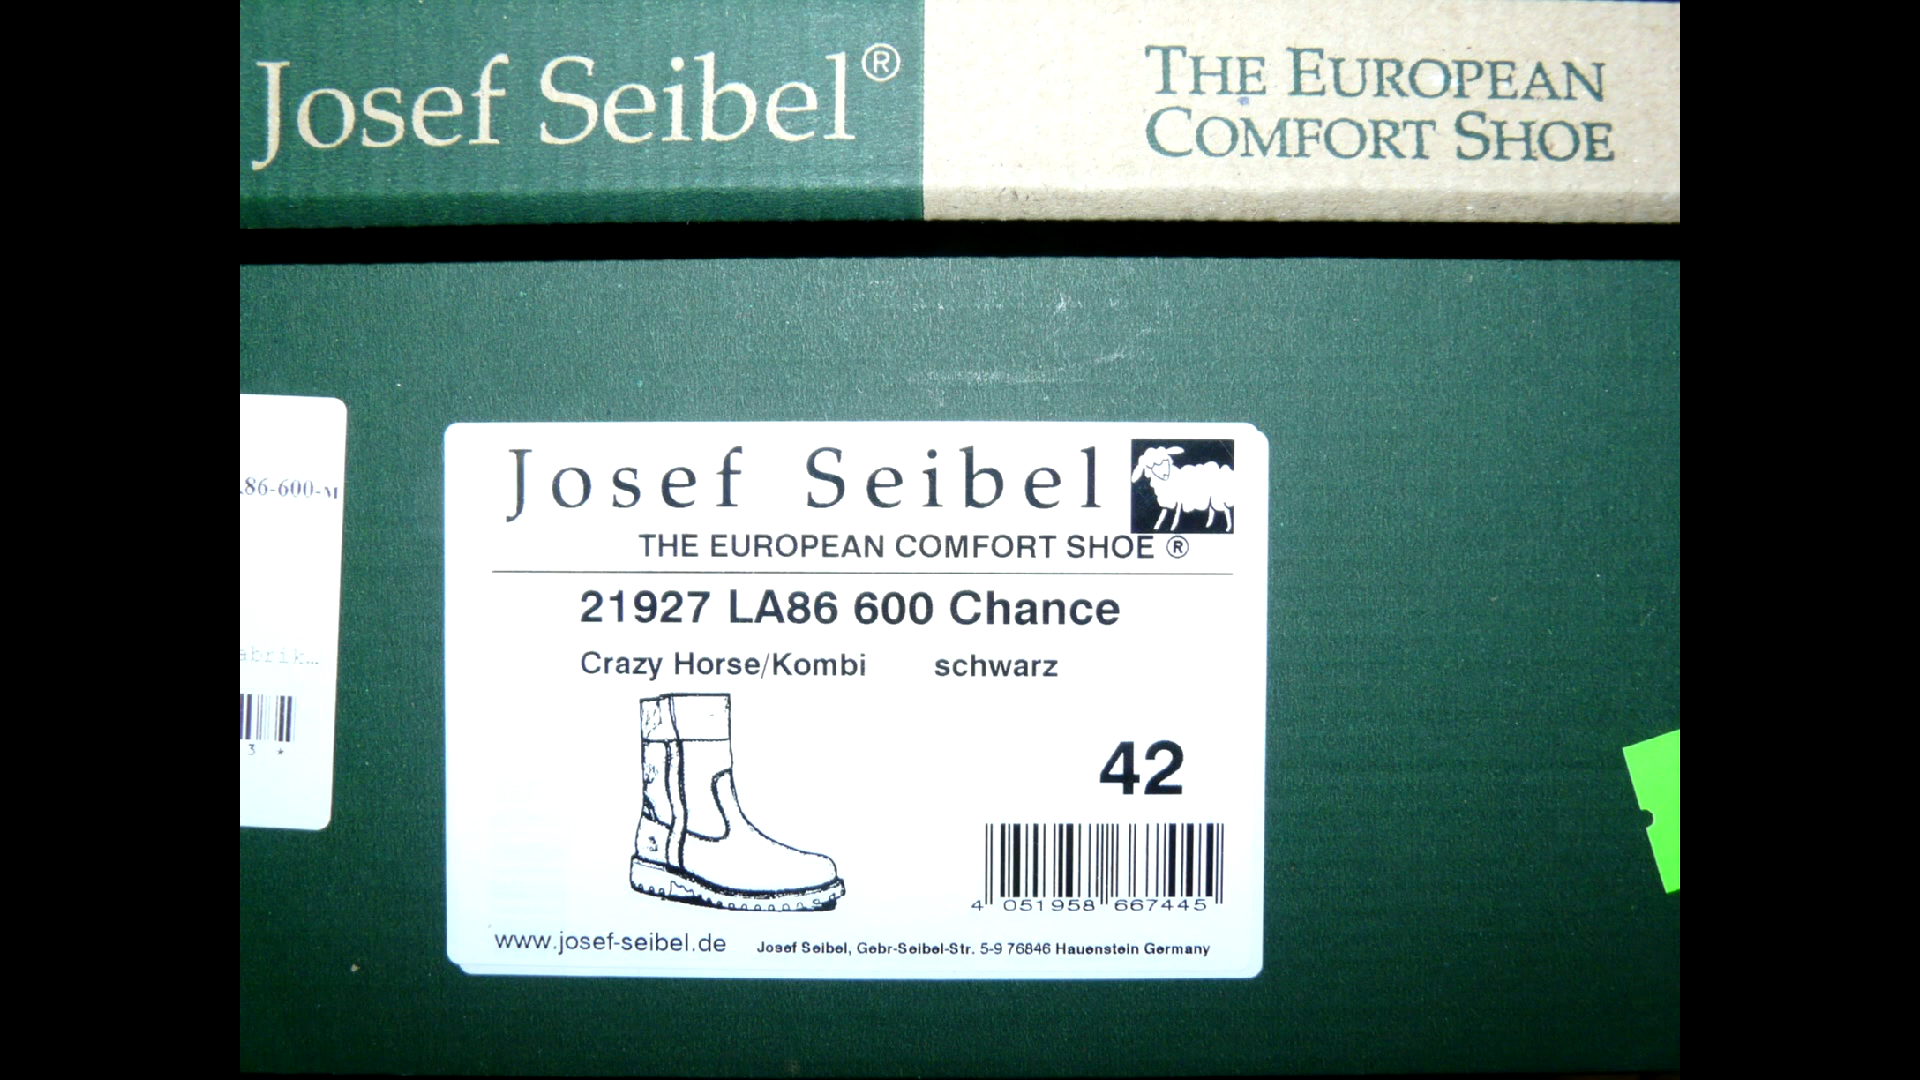 Josef Seibel®
THE EUROPEAN
COMFORT SHOE
86-600-M
abrik...
3 *
Josef Seibel
THE EUROPEAN COMFORT SHOE ®
21927 LA86 600 Chance
Crazy Horse/Kombi schwarz
42
4 051958 667445
www.josef-seibel.de Josef Seibel, Gebr-Seibel-Str. 5-9 76846 Hauenstein Germany